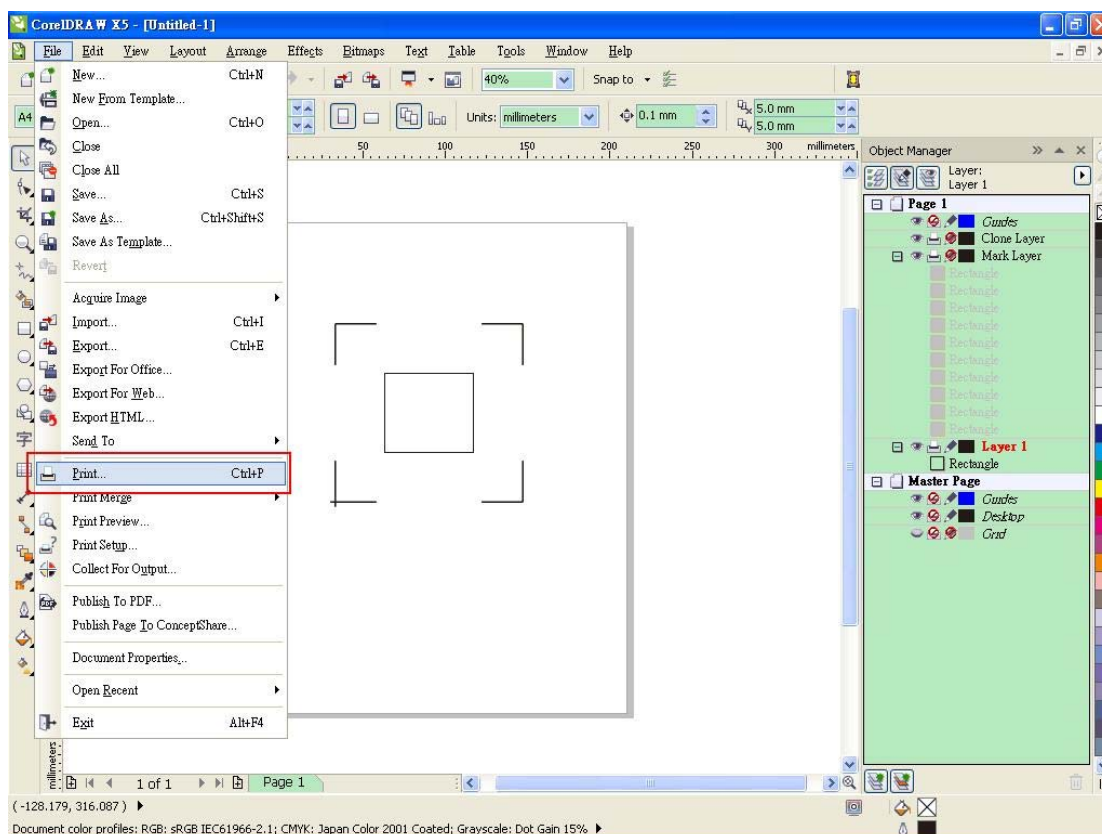 CorelDRAW X5 - [Untitled-1]
File Edit View Layout Arrange Effects Bitmaps Text Table Tools Window Help
40% Snap to
A4 Units: millimeters 0.1 mm 5.0 mm
5.0 mm
New... Ctrl+N
New From Template...
Open... Ctrl+O
Close
Close All
Save... Ctrl+S
Save As... Ctrl+Shift+S
Save As Template...
Revert
Acquire Image
Import... Ctrl+I
Export... Ctrl+E
Export For Office...
Export For Web...
Export HTML...
Send To
Print... Ctrl+P
Print Merge
Print Preview...
Print Setup...
Collect For Output...
Publish To PDF...
Publish Page To ConceptShare...
Document Properties...
Open Recent
Exit Alt+F4
50 100 150 200 250 300 millimeters
字
millimeters
Object Manager
Layer:
Layer 1
Page 1
Guides
Clone Layer
Mark Layer
Rectangle
Rectangle
Rectangle
Rectangle
Rectangle
Rectangle
Rectangle
Rectangle
Rectangle
Rectangle
Layer 1
Rectangle
Master Page
Guides
Desktop
Grid
1 of 1 Page 1
( -128.179, 316.087 )
Document color profiles: RGB: sRGB IEC61966-2.1; CMYK: Japan Color 2001 Coated; Grayscale: Dot Gain 15%